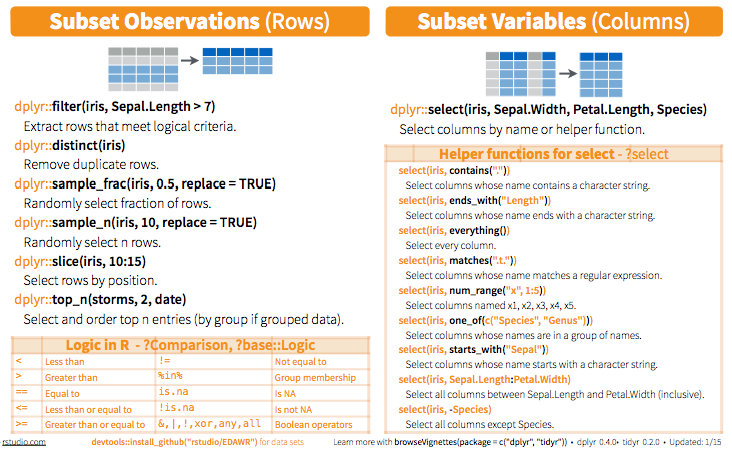 Subset Observations (Rows)
dplyr::filter(iris, Sepal.Length > 7)
Extract rows that meet logical criteria.
dplyr::distinct(iris)
Remove duplicate rows.
dplyr::sample_frac(iris, 0.5, replace = TRUE)
Randomly select fraction of rows.
dplyr::sample_n(iris, 10, replace = TRUE)
Randomly select n rows.
dplyr::slice(iris, 10:15)
Select rows by position.
dplyr::top_n(storms, 2, date)
Select and order top n entries (by group if grouped data).
Logic in R - ?Comparison, ?base::Logic
< Less than != Not equal to
> Greater than %in% Group membership
== Equal to is.na Is NA
<= Less than or equal to !is.na Is not NA
>= Greater than or equal to &,|,!,xor,any,all Boolean operators
Subset Variables (Columns)
dplyr::select(iris, Sepal.Width, Petal.Length, Species)
Select columns by name or helper function.
Helper functions for select - ?select
select(iris, contains("."))
Select columns whose name contains a character string.
select(iris, ends_with("Length"))
Select columns whose name ends with a character string.
select(iris, everything())
Select every column.
select(iris, matches(".t."))
Select columns whose name matches a regular expression.
select(iris, num_range("x", 1:5))
Select columns named x1, x2, x3, x4, x5.
select(iris, one_of(c("Species", "Genus")))
Select columns whose names are in a group of names.
select(iris, starts_with("Sepal"))
Select columns whose name starts with a character string.
select(iris, Sepal.Length:Petal.Width)
Select all columns between Sepal.Length and Petal.Width (inclusive).
select(iris, -Species)
Select all columns except Species.
rstudio.com devtools::install_github("rstudio/EDAWR") for data sets Learn more with browseVignettes(package = c("dplyr", "tidyr")) • dplyr 0.4.0• tidyr 0.2.0 • Updated: 1/15